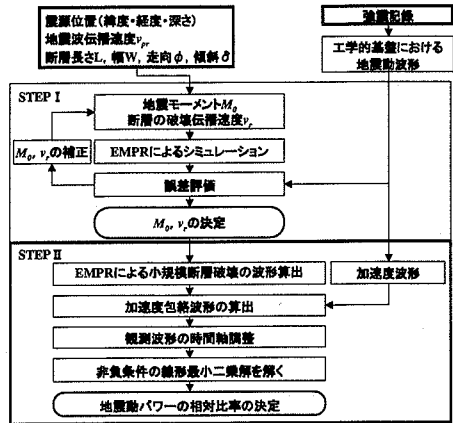 震源位置(緯度・経度・深さ)
地震波伝播速度vpr
断層長さL, 幅W, 走向φ, 傾斜δ
強震記録
工学的基盤における
地震動波形
STEP I
地震モーメントM0
断層の破壊伝播速度vr
M0, vrの補正
EMPRによるシミュレーション
誤差評価
M0, vrの決定
STEP II
EMPRによる小規模断層破壊の波形算出
加速度波形
加速度包絡波形の算出
観測波形の時間軸調整
非負条件の線形最小二乗解を解く
地震動パワーの相対比率の決定